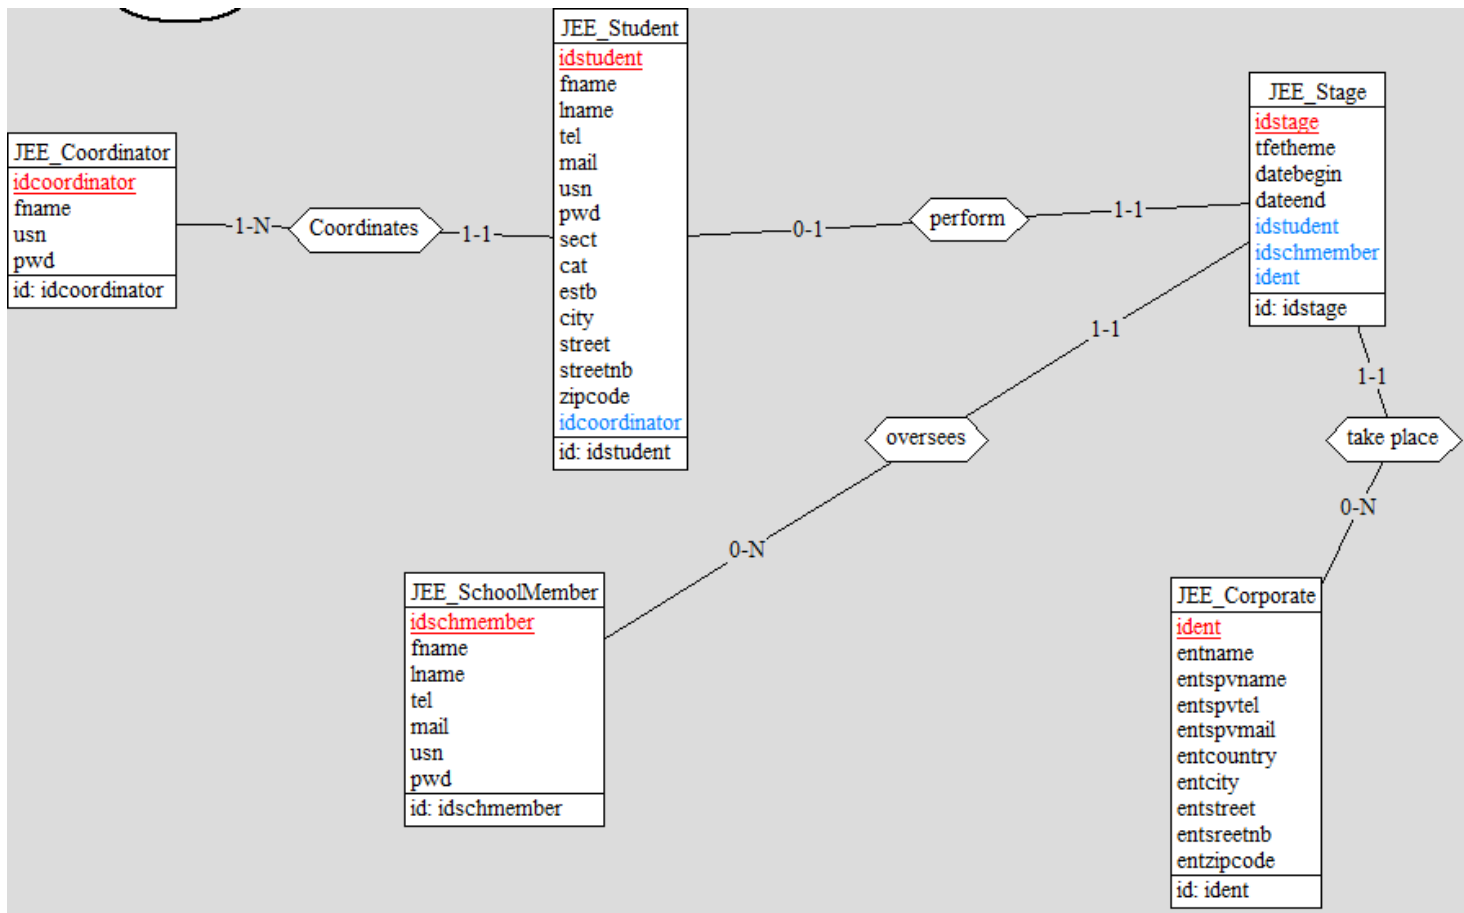 JEE_Student
idstudent
fname
lname
tel
mail
usn
pwd
sect
cat
estb
city
street
streetnb
zipcode
idcoordinator
id: idstudent
JEE_Coordinator
idcoordinator
fname
usn
pwd
id: idcoordinator
1-N
Coordinates
1-1
0-1
perform
1-1
JEE_Stage
idstage
tfetheme
datebegin
dateend
idstudent
idschmember
ident
id: idstage
1-1
oversees
0-N
1-1
take place
0-N
JEE_SchoolMember
idschmember
fname
lname
tel
mail
usn
pwd
id: idschmember
JEE_Corporate
ident
entname
entspvname
entspvtel
entspvmail
entcountry
entcity
entstreet
entsreetnb
entzipcode
id: ident